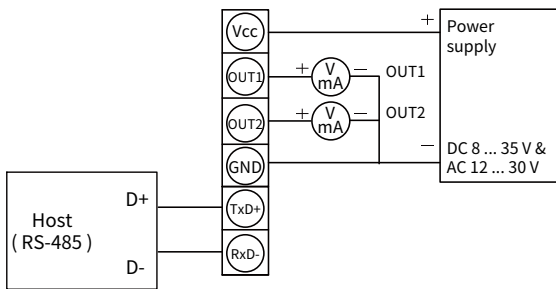 Vcc
+
Power
supply
OUT1
+
V
mA
−
OUT1
OUT2
+
V
mA
−
OUT2
GND
−
DC 8 ... 35 V &
AC 12 ... 30 V
Host
( RS-485 )
D+
TxD+
D-
RxD-